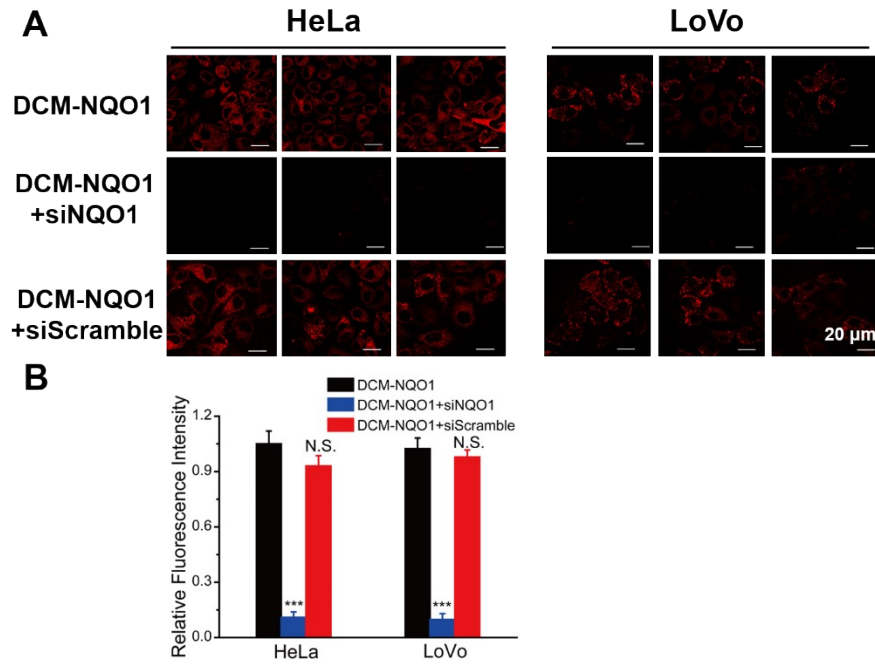 A
HeLa
LoVo
DCM-NQO1
DCM-NQO1
+siNQO1
DCM-NQO1
+siScramble
20 μm
B
DCM-NQO1
DCM-NQO1+siNQO1
DCM-NQO1+siScramble
Relative Fluorescence Intensity
1.2
0.9
0.6
0.3
0.0
N.S.
N.S.
***
***
HeLa
LoVo